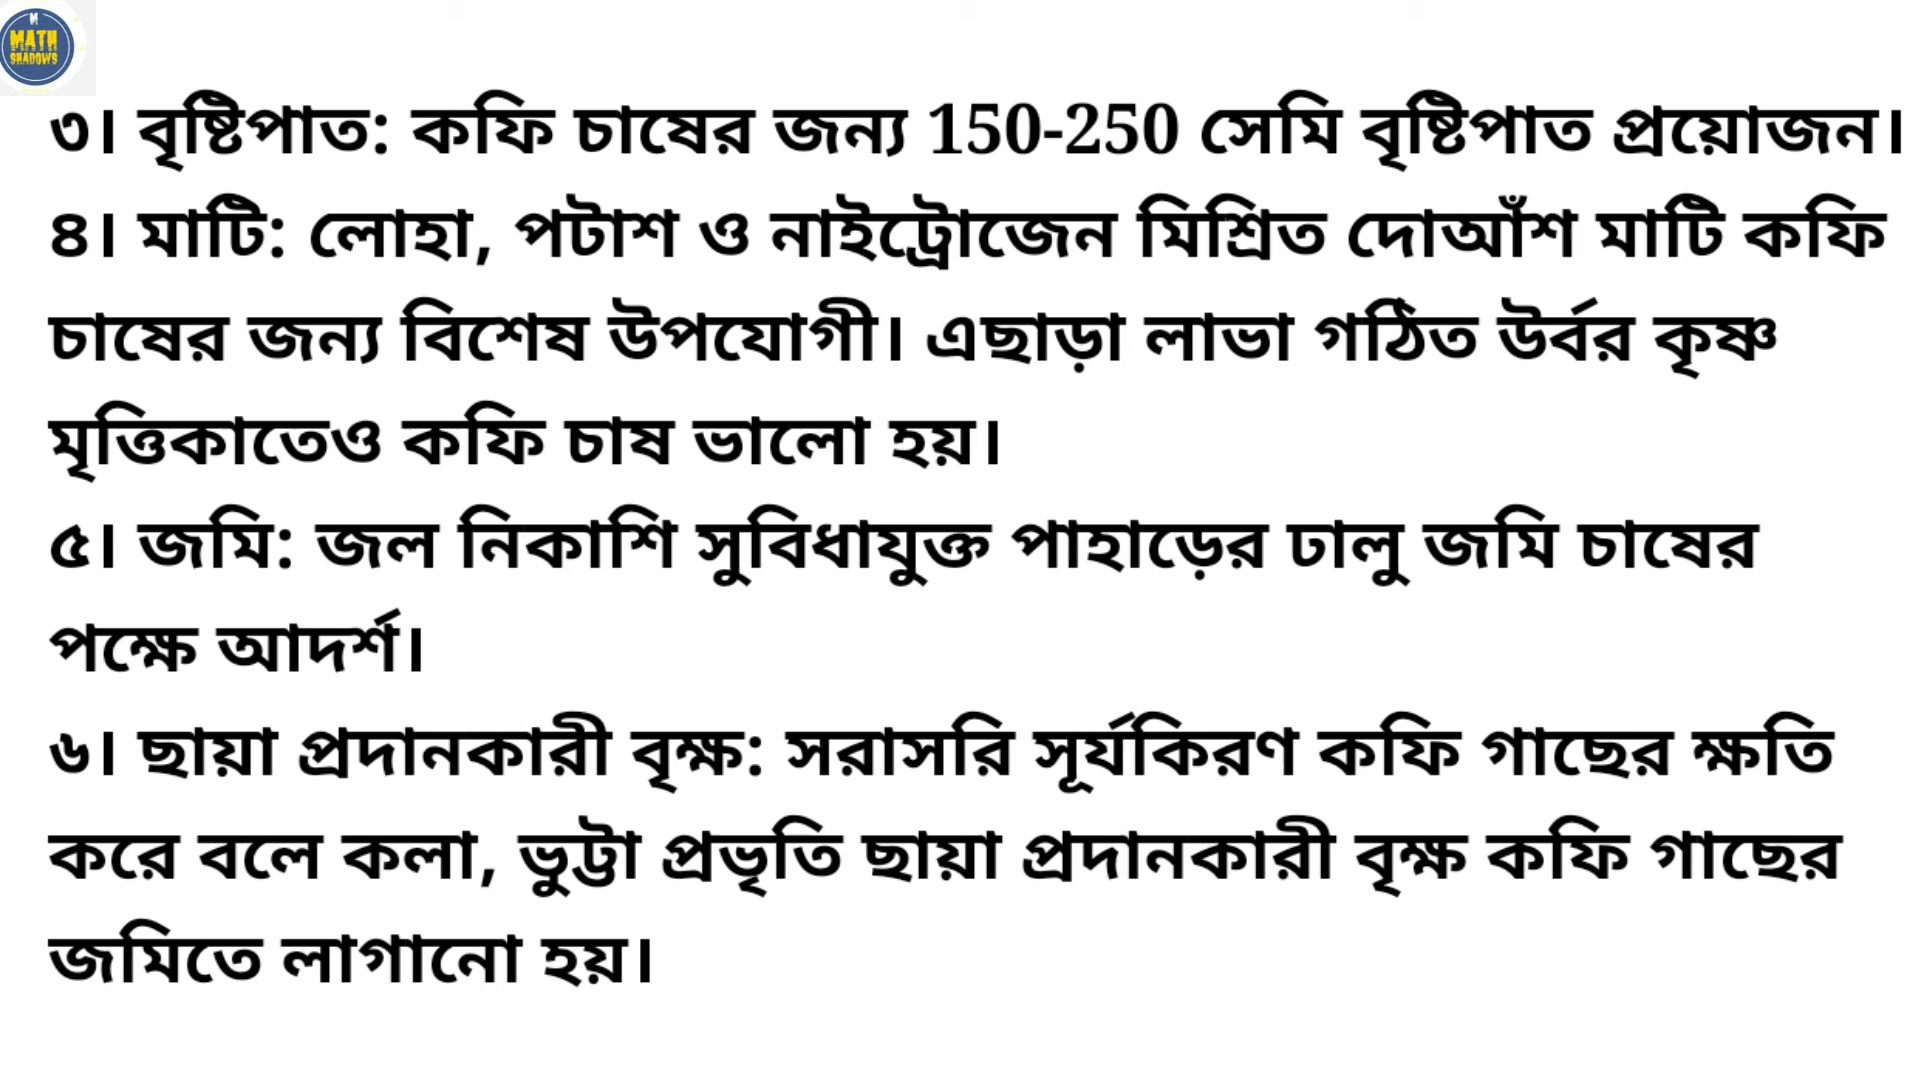 M
MATH
SHADOWS
৩। বৃষ্টিপাত: কফি চাষের জন্য 150-250 সেমি বৃষ্টিপাত প্রয়োজন।
৪। মাটি: লোহা, পটাশ ও নাইট্রোজেন মিশ্রিত দোআঁশ মাটি কফি
চাষের জন্য বিশেষ উপযোগী। এছাড়া লাভা গঠিত উর্বর কৃষ্ণ
মৃত্তিকাতেও কফি চাষ ভালো হয়।
৫। জমি: জল নিকাশি সুবিধাযুক্ত পাহাড়ের ঢালু জমি চাষের
পক্ষে আদর্শ।
৬। ছায়া প্রদানকারী বৃক্ষ: সরাসরি সূর্যকিরণ কফি গাছের ক্ষতি
করে বলে কলা, ভুট্টা প্রভৃতি ছায়া প্রদানকারী বৃক্ষ কফি গাছের
জমিতে লাগানো হয়।